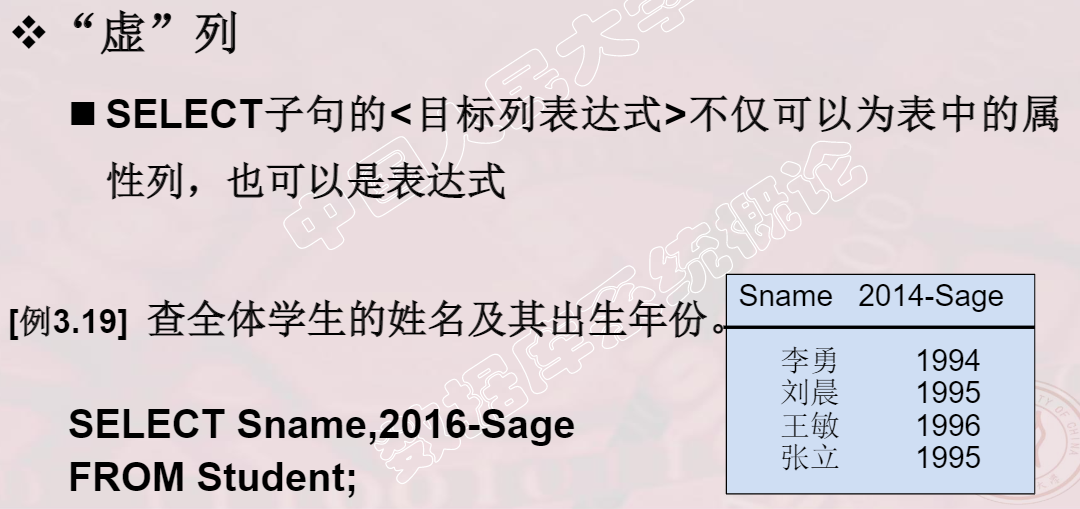 ❖ “虚”列
■ SELECT子句的<目标列表达式>不仅可以为表中的属
性列，也可以是表达式
[例3.19] 查全体学生的姓名及其出生年份。
SELECT Sname,2016-Sage
FROM Student;
Sname 2014-Sage
李勇 1994
刘晨 1995
王敏 1996
张立 1995
中国人民大学
数据库系统概论